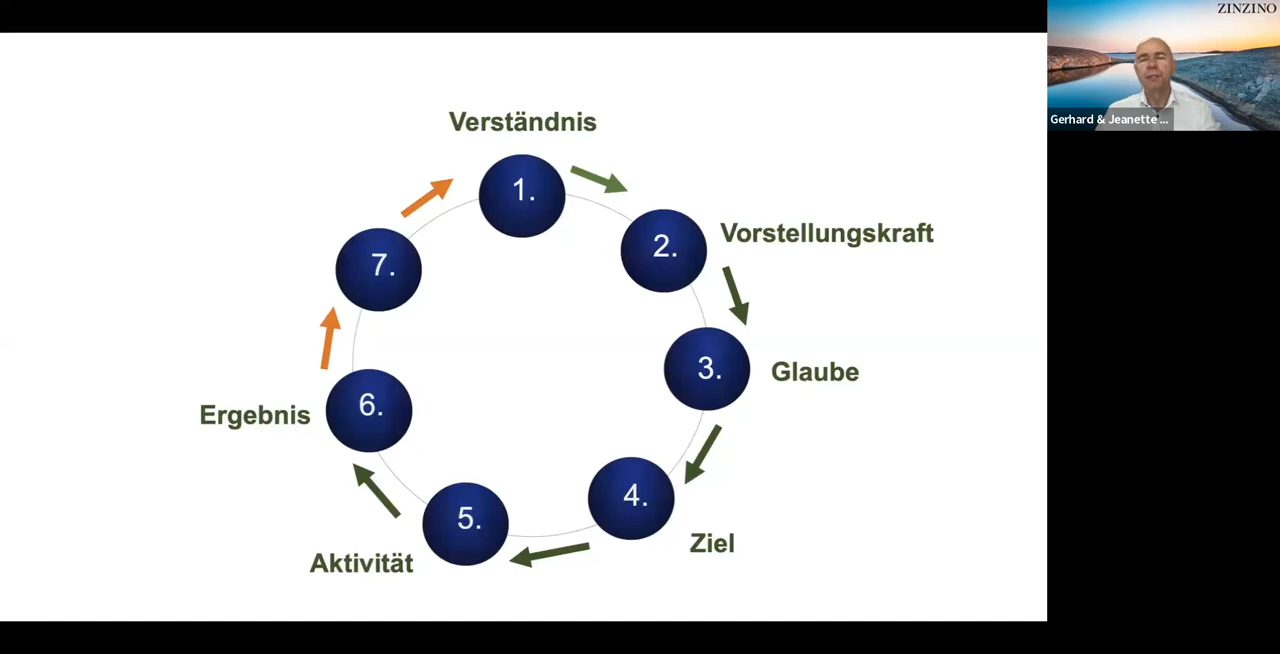 ZINZINO
Gerhard & Jeanette ...
Verständnis
1.
2.
Vorstellungskraft
3.
Glaube
4.
Ziel
5.
Aktivität
6.
Ergebnis
7.